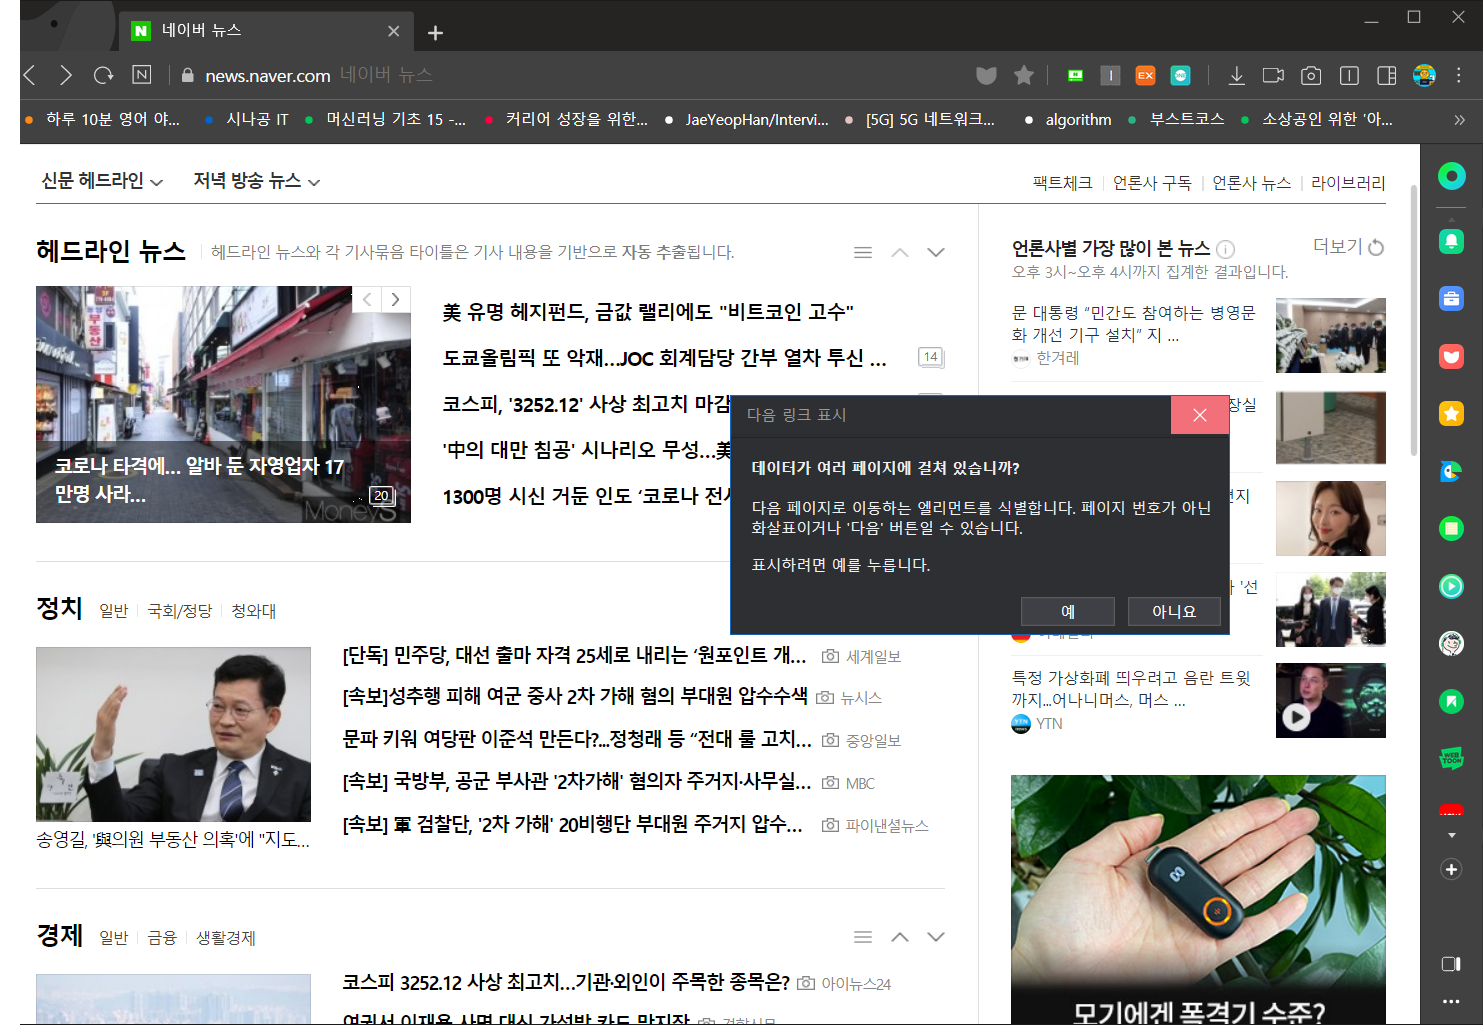 네이버 뉴스
news.naver.com 네이버 뉴스
하루 10분 영어 야...
시나공 IT
머신러닝 기초 15 -...
커리어 성장을 위한...
JaeYeopHan/Intervi...
[5G] 5G 네트워크...
algorithm
부스트코스
소상공인 위한 '아...
신문 헤드라인
저녁 방송 뉴스
팩트체크
언론사 구독
언론사 뉴스
라이브러리
헤드라인 뉴스
헤드라인 뉴스와 각 기사묶음 타이틀은 기사 내용을 기반으로 자동 추출됩니다.
코로나 타격에... 알바 둔 자영업자 17
만명 사라...
20
MoneyS
美 유명 헤지펀드, 금값 랠리에도 "비트코인 고수"
도쿄올림픽 또 악재...JOC 회계담당 간부 열차 투신 ...
14
코스피, '3252.12' 사상 최고치 마감
'中의 대만 침공' 시나리오 무성...美
1300명 시신 거둔 인도 '코로나 전사
다음 링크 표시
데이터가 여러 페이지에 걸쳐 있습니까?
다음 페이지로 이동하는 엘리먼트를 식별합니다. 페이지 번호가 아닌
화살표이거나 '다음' 버튼일 수 있습니다.
표시하려면 예를 누릅니다.
예
아니요
언론사별 가장 많이 본 뉴스
더보기
오후 3시~오후 4시까지 집계한 결과입니다.
문 대통령 "민간도 참여하는 병영문
화 개선 기구 설치" 지 ...
한겨레
장실
'선
특정 가상화폐 띄우려고 음란 트윗
까지...어나니머스, 머스 ...
YTN
정치
일반
국회/정당
청와대
송영길, '與의원 부동산 의혹'에 "지도...
[단독] 민주당, 대선 출마 자격 25세로 내리는 '원포인트 개...
세계일보
[속보]성추행 피해 여군 중사 2차 가해 혐의 부대원 압수수색
뉴시스
문파 키워 여당판 이준석 만든다?...정청래 등 "전대 룰 고치...
중앙일보
[속보] 국방부, 공군 부사관 '2차가해' 혐의자 주거지·사무실...
MBC
[속보] 軍 검찰단, '2차 가해' 20비행단 부대원 주거지 압수...
파이낸셜뉴스
경제
일반
금융
생활경제
코스피 3252.12 사상 최고치...기관·외인이 주목한 종목은?
아이뉴스24
모기에겐 폭격기 수준?
WEB
TOON